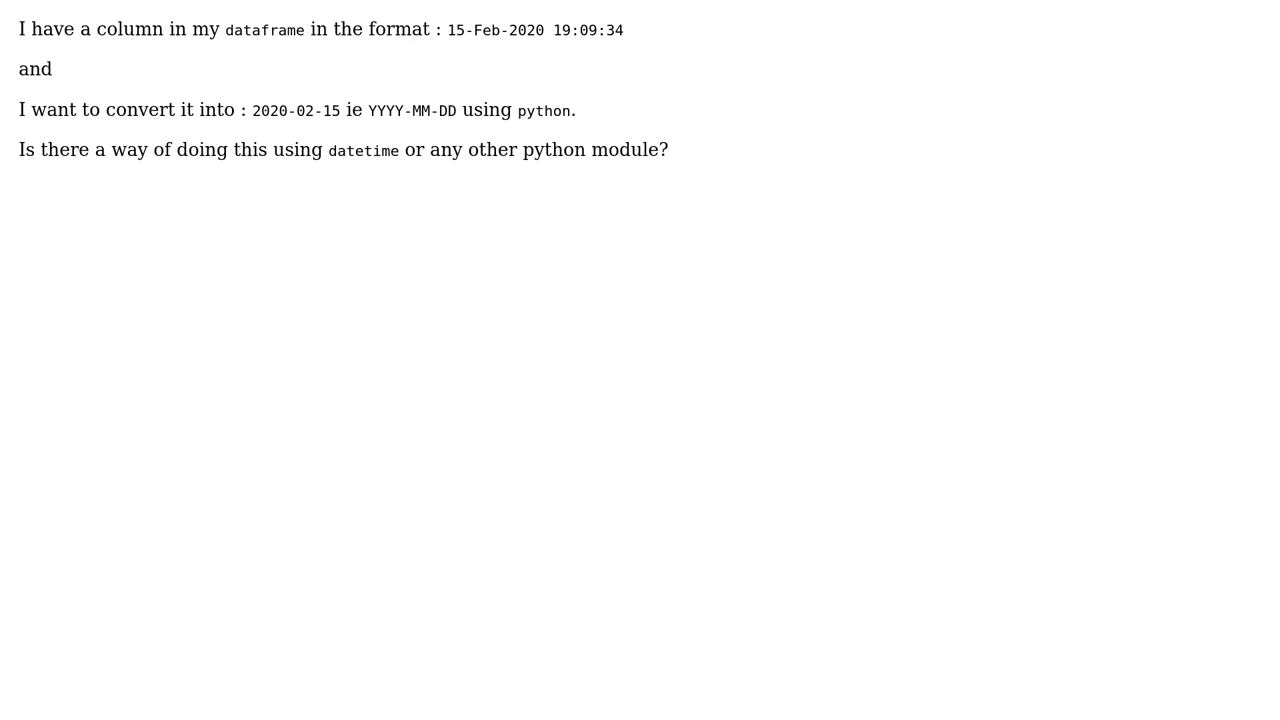 I have a column in my dataframe in the format : 15-Feb-2020 19:09:34
and
I want to convert it into : 2020-02-15 ie YYYY-MM-DD using python.
Is there a way of doing this using datetime or any other python module?